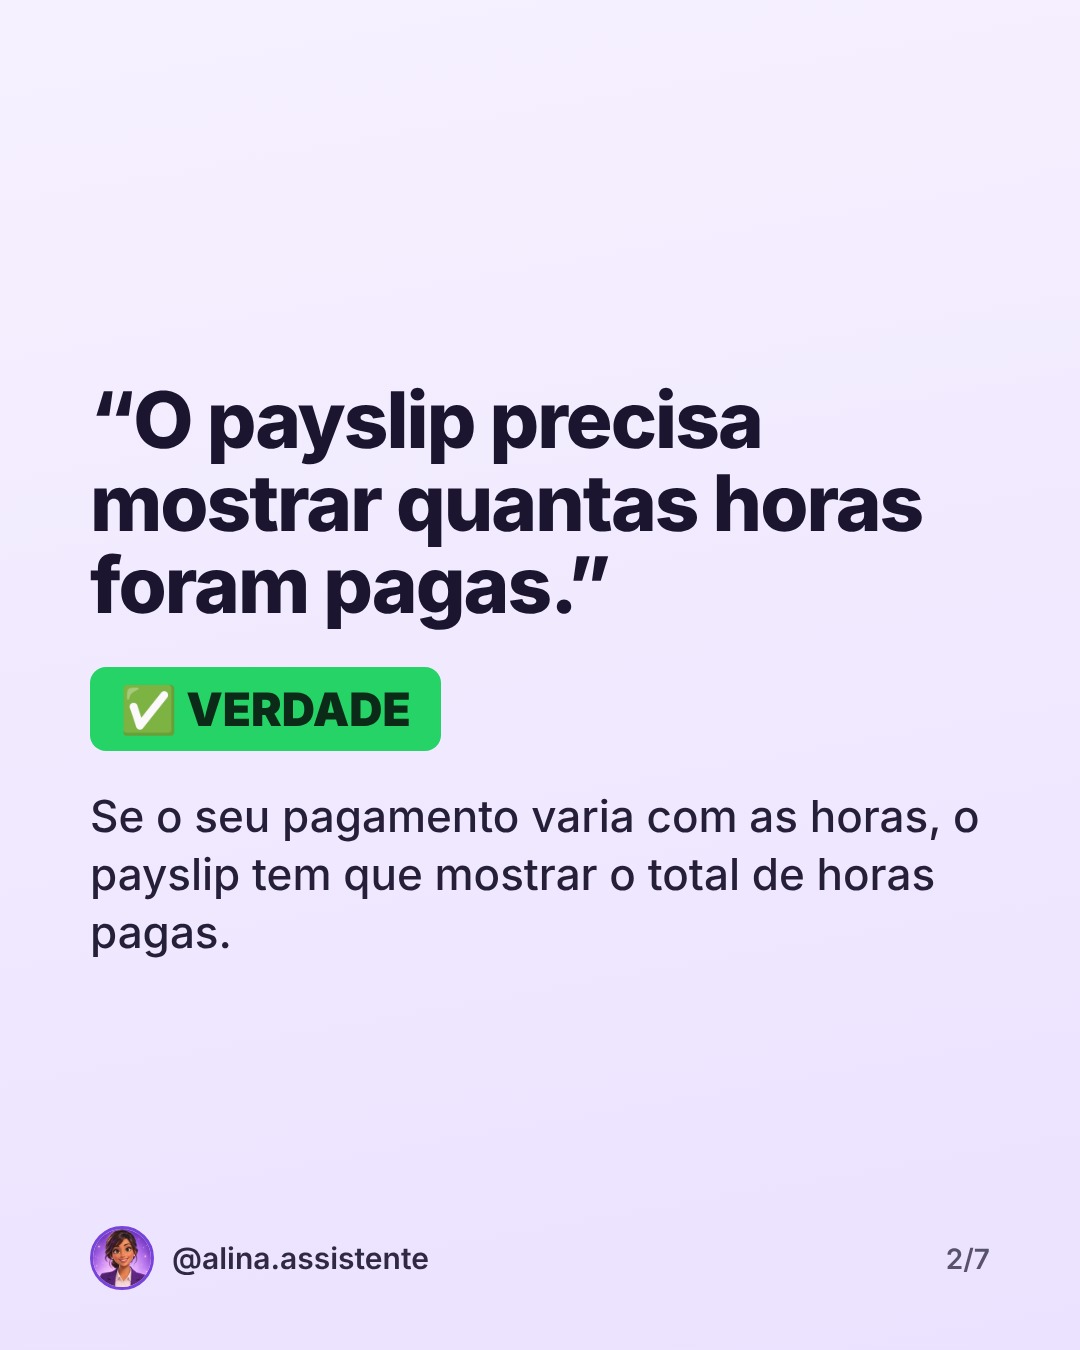 “O payslip precisa
mostrar quantas horas
foram pagas.”
✅ VERDADE
Se o seu pagamento varia com as horas, o
payslip tem que mostrar o total de horas
pagas.
@alina.assistente
2/7